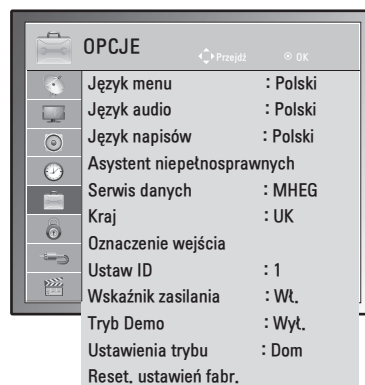 OPCJE
Przejdź OK
Język menu : Polski
Język audio : Polski
Język napisów : Polski
Asystent niepełnosprawnych
Serwis danych : MHEG
Kraj : UK
Oznaczenie wejścia
Ustaw ID : 1
Wskaźnik zasilania : Wł.
Tryb Demo : Wył.
Ustawienia trybu : Dom
Reset. ustawień fabr.